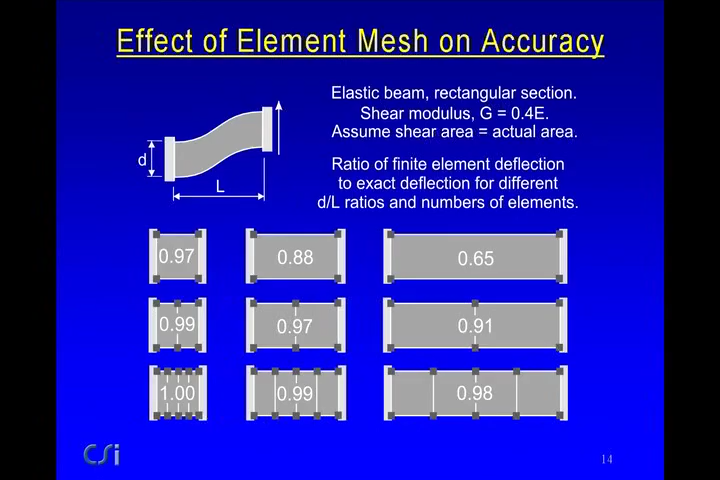 Effect of Element Mesh on Accuracy
Elastic beam, rectangular section.
Shear modulus, G = 0.4E.
Assume shear area = actual area.
d
L
Ratio of finite element deflection
to exact deflection for different
d/L ratios and numbers of elements.
0.97 0.88 0.65
0.99 0.97 0.91
1.00 0.99 0.98
CSi
14